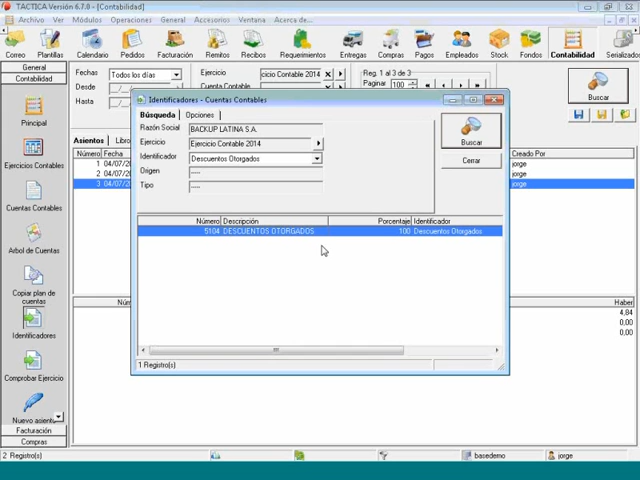 TACTICA Versión 6.7.0 - [Contabilidad]
Archivo Ver Módulos Operaciones General Accesorios Ventana Acerca de...
Correo Plantillas Calendario Pedidos Facturación Remitos Recibos Requerimientos Entregas Compras Pagos Empleados Stock Fondos Contabilidad Serializado
General
Contabilidad
Principal
Ejercicios Contables
Cuentas Contables
Arbol de Cuentas
Copiar plan de cuentas
Identificadores
Comprobar Ejercicio
Nuevo asiento
Facturación
Compras
Fechas Todos los días
Desde
Hasta
Ejercicio cicio Contable 2014
Cuenta Contable
Reg. 1 al 3 de 3
Paginar 100
Buscar
Asientos Libro
Número Fecha Creado Por
1 04/07/20 jorge
2 04/07/20 jorge
3 04/07/20 jorge
Identificadores - Cuentas Contables
Búsqueda Opciones
Razón Social BACKUP LATINA S.A.
Ejercicio Ejercicio Contable 2014
Identificador Descuentos Otorgados
Origen ----
Tipo ----
Buscar
Cerrar
Número Descripción Porcentaje Identificador
5104 DESCUENTOS OTORGADOS 100 Descuentos Otorgados
1 Registro(s)
Núm Haber
4,84
0,00
0,00
2 Registro(s) basedemo jorge